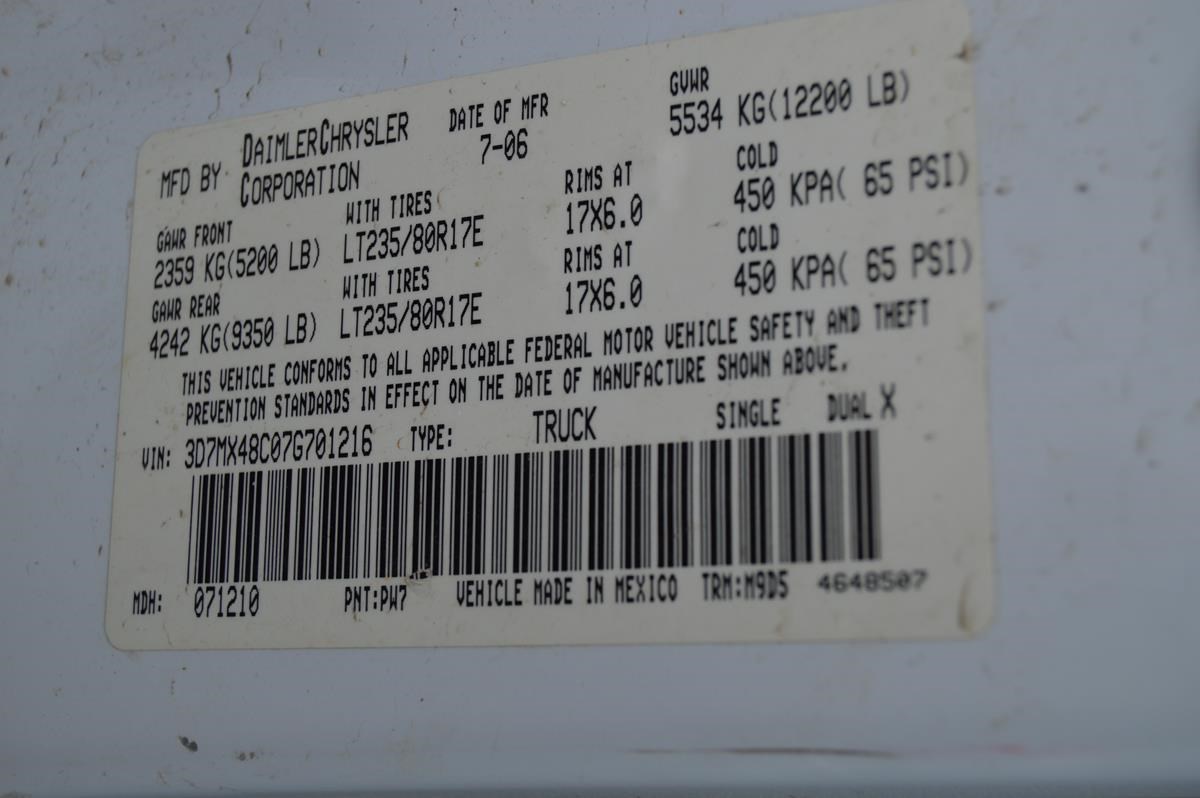 MFD BY DAIMLERCHRYSLER CORPORATION DATE OF MFR 7-06 GVWR 5534 KG(12200 LB)
GAWR FRONT WITH TIRES RIMS AT COLD
2359 KG(5200 LB) LT235/80R17E 17X6.0 450 KPA( 65 PSI)
GAWR REAR WITH TIRES RIMS AT COLD
4242 KG(9350 LB) LT235/80R17E 17X6.0 450 KPA( 65 PSI)
THIS VEHICLE CONFORMS TO ALL APPLICABLE FEDERAL MOTOR VEHICLE SAFETY AND THEFT
PREVENTION STANDARDS IN EFFECT ON THE DATE OF MANUFACTURE SHOWN ABOVE.
VIN: 3D7MX48C07G701216 TYPE: TRUCK SINGLE DUAL X
MDH: 071210 PNT:PW7 VEHICLE MADE IN MEXICO TRM:M9D5 4648507